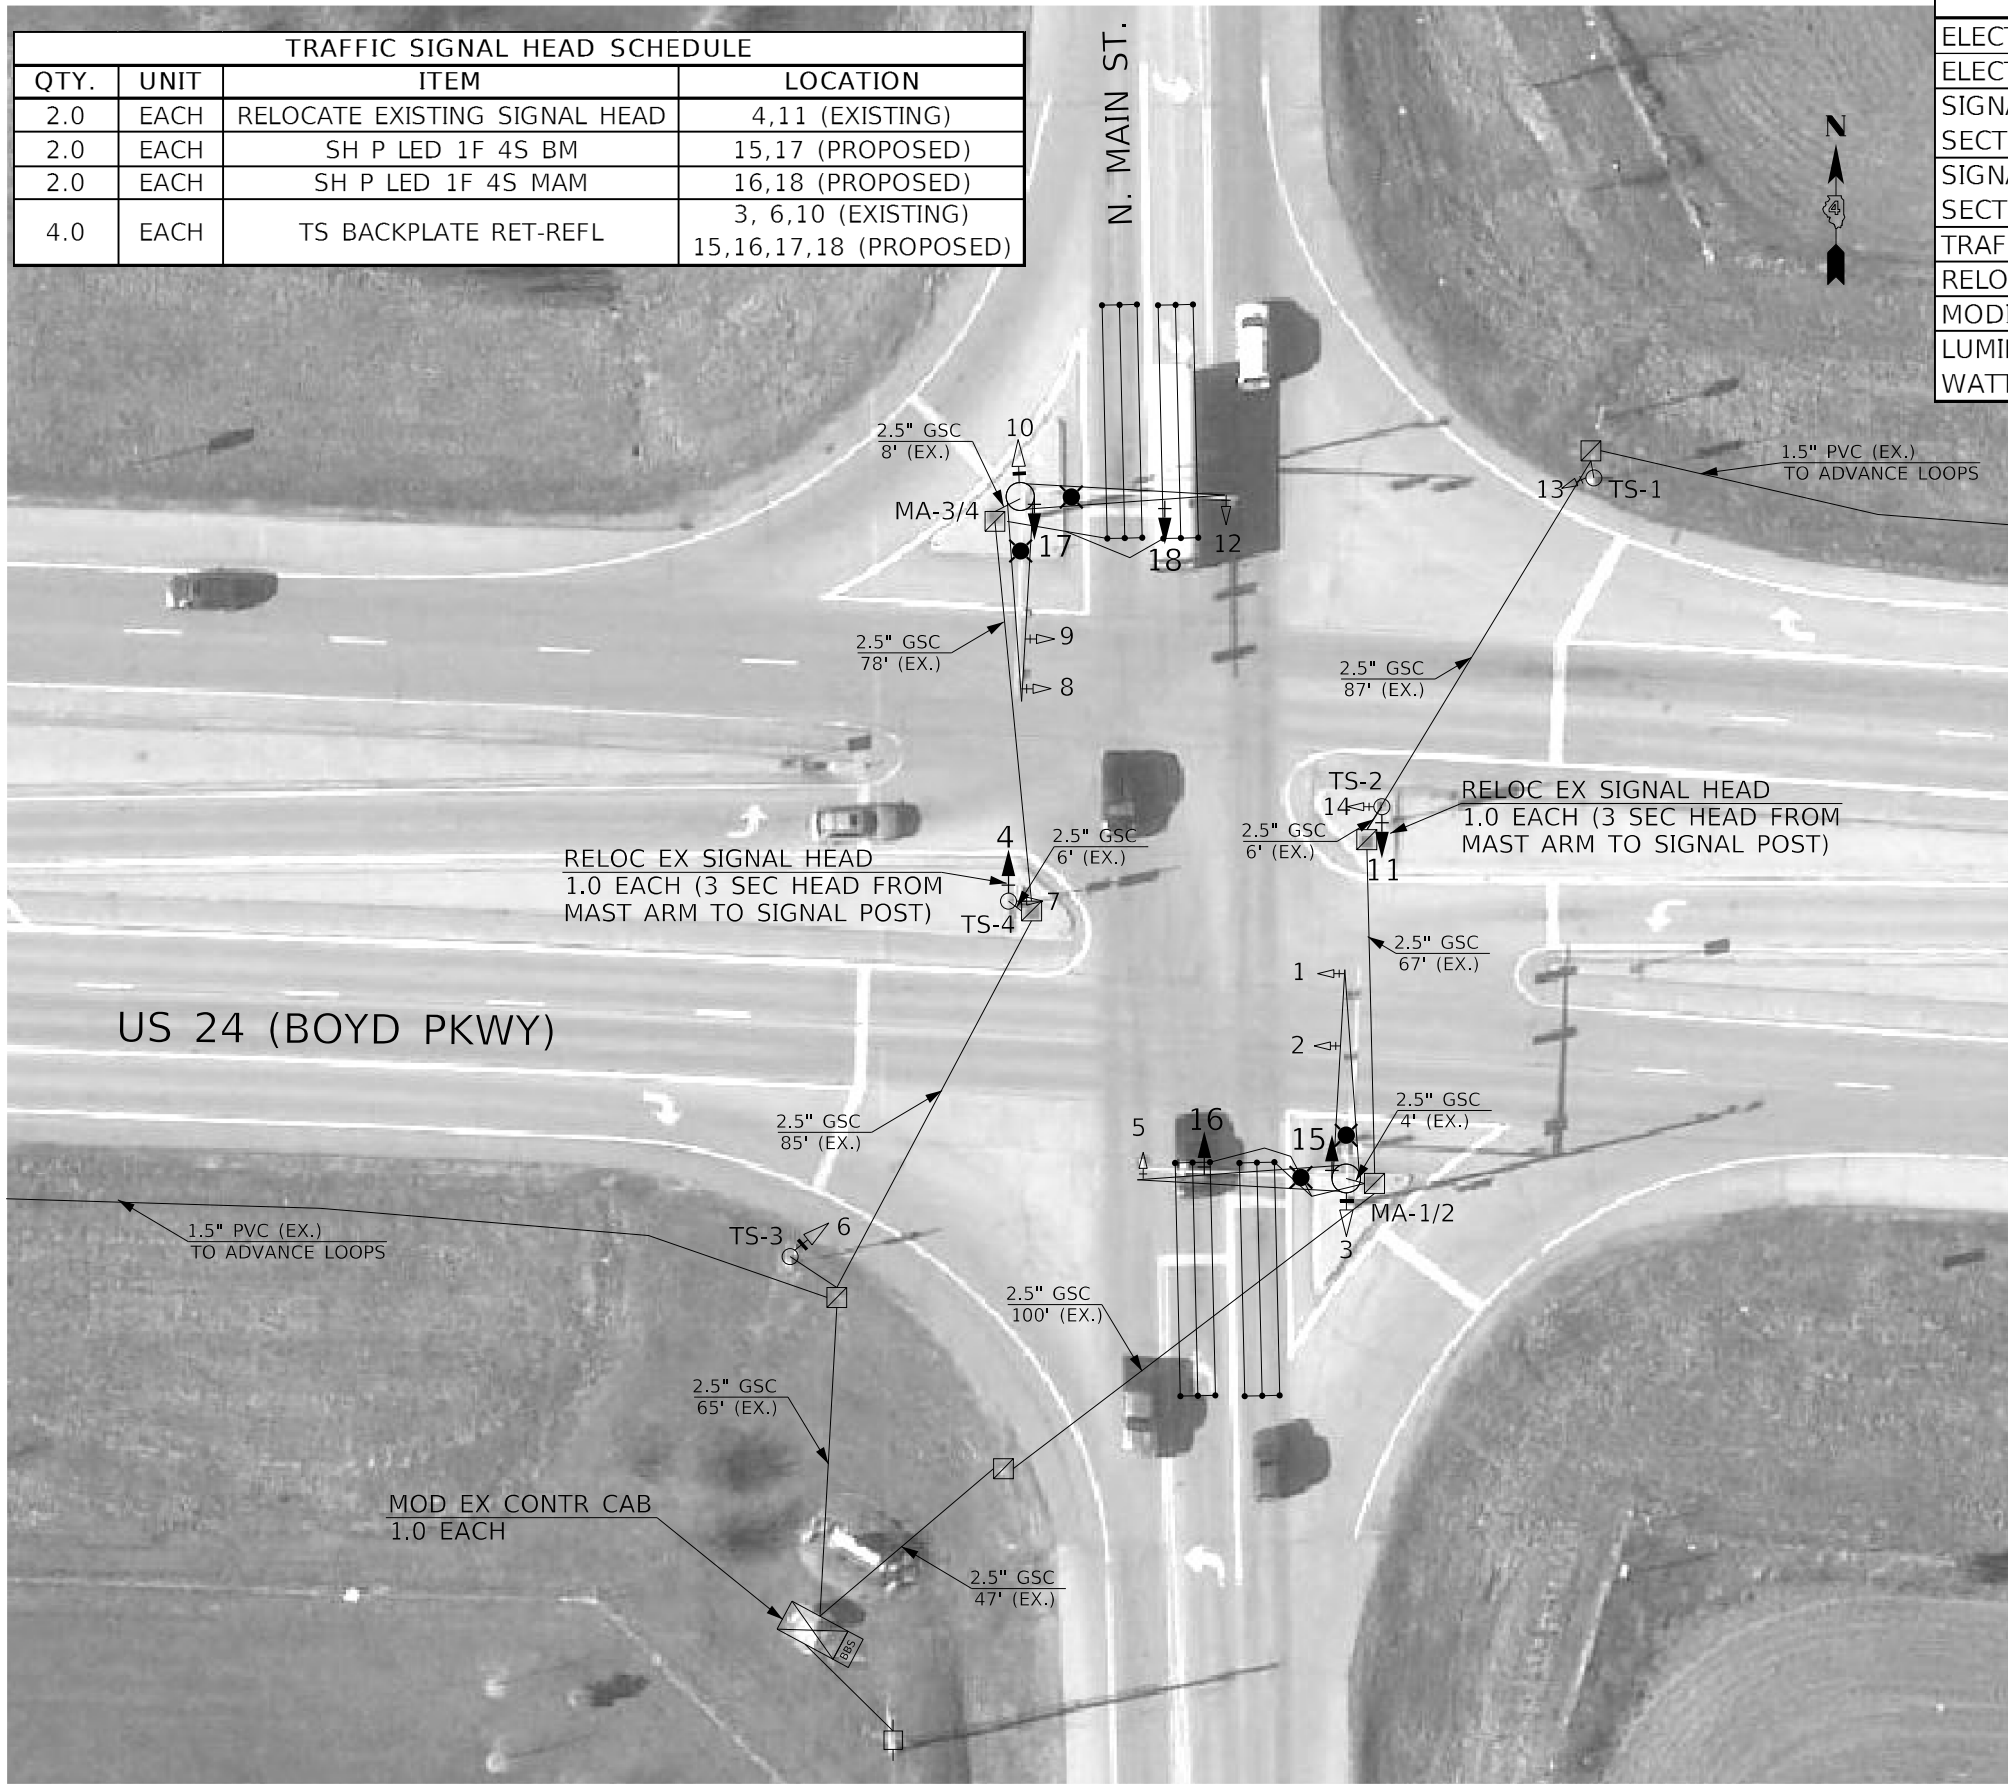 TRAFFIC SIGNAL HEAD SCHEDULE
QTY. UNIT ITEM LOCATION
2.0 EACH RELOCATE EXISTING SIGNAL HEAD 4,11 (EXISTING)
2.0 EACH SH P LED 1F 4S BM 15,17 (PROPOSED)
2.0 EACH SH P LED 1F 4S MAM 16,18 (PROPOSED)
4.0 EACH TS BACKPLATE RET-REFL 3, 6,10 (EXISTING)
15,16,17,18 (PROPOSED)
N. MAIN ST.
N
4
ELECT
ELECT
SIGNA
SECT
SIGNA
SECT
TRAF
RELO
MODI
LUMI
WATT
10
2.5" GSC
8' (EX.)
MA-3/4
17
18
12
13
TS-1
1.5" PVC (EX.)
TO ADVANCE LOOPS
9
8
2.5" GSC
78' (EX.)
2.5" GSC
87' (EX.)
TS-2
14
2.5" GSC
6' (EX.)
11
RELOC EX SIGNAL HEAD
1.0 EACH (3 SEC HEAD FROM
MAST ARM TO SIGNAL POST)
4
2.5" GSC
6' (EX.)
RELOC EX SIGNAL HEAD
1.0 EACH (3 SEC HEAD FROM
MAST ARM TO SIGNAL POST)
TS-4
7
2.5" GSC
67' (EX.)
1
2
US 24 (BOYD PKWY)
2.5" GSC
85' (EX.)
5
16
15
2.5" GSC
4' (EX.)
MA-1/2
3
1.5" PVC (EX.)
TO ADVANCE LOOPS
TS-3
6
2.5" GSC
100' (EX.)
2.5" GSC
65' (EX.)
MOD EX CONTR CAB
1.0 EACH
2.5" GSC
47' (EX.)
BBS